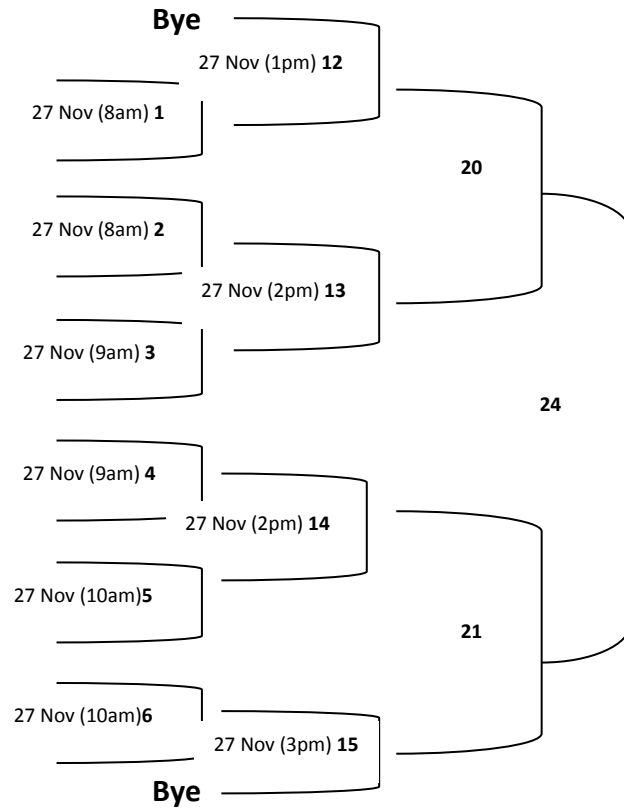 Bye
27 Nov (1pm) 12
27 Nov (8am) 1
20
27 Nov (8am) 2
27 Nov (2pm) 13
27 Nov (9am) 3
24
27 Nov (9am) 4
27 Nov (2pm) 14
27 Nov (10am)5
21
27 Nov (10am)6
27 Nov (3pm) 15
Bye